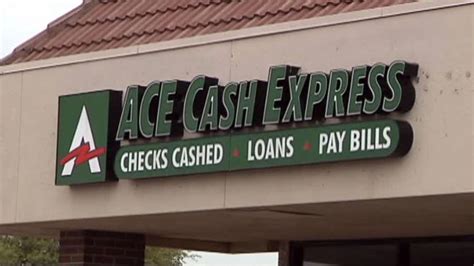 A ACE CASH EXPRESS
CHECKS CASHED LOANS PAY BILLS